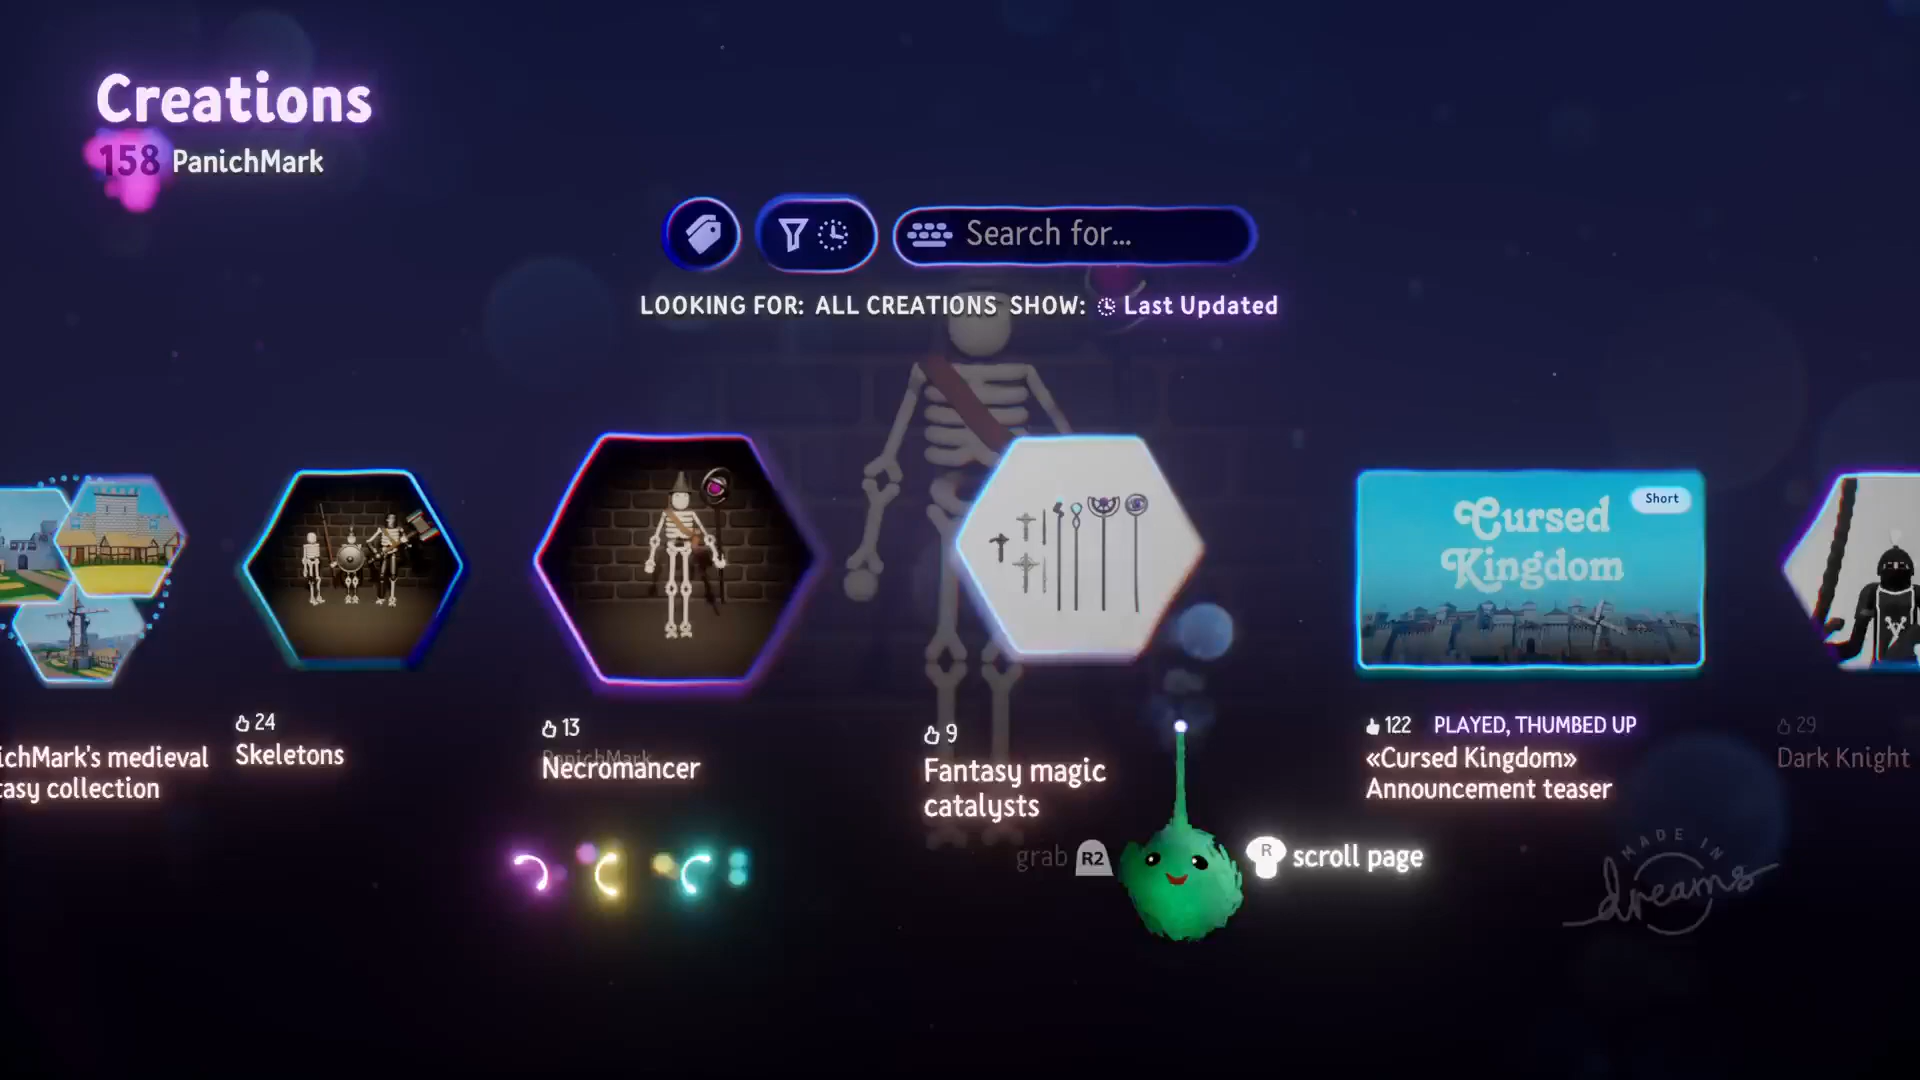 Creations
158 PanichMark
Search for...
LOOKING FOR: ALL CREATIONS SHOW: Last Updated
Short
Cursed
Kingdom
24
Skeletons
13
PanichMark
Necromancer
9
Fantasy magic
catalysts
122 PLAYED, THUMBED UP
«Cursed Kingdom»
Announcement teaser
29
Dark Knight
ichMark's medieval
tasy collection
grab R2
R scroll page
MADE IN
dreams